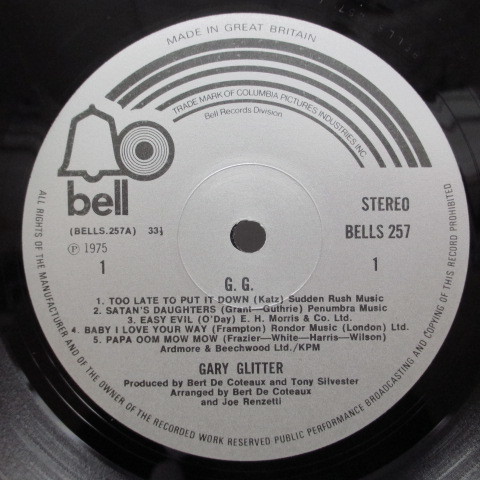 MADE IN GREAT BRITAIN
TRADE MARK OF COLUMBIA PICTURES INDUSTRIES INC.
Bell Records Division
bell
(BELLS.257A) 33⅓
℗ 1975
1
STEREO
BELLS 257
1
G. G.
1. TOO LATE TO PUT IT DOWN (Katz) Sudden Rush Music
2. SATAN'S DAUGHTERS (Grant—Guthrie) Penumbra Music
3. EASY EVIL (O'Day) E. H. Morris & Co. Ltd.
4. BABY I LOVE YOUR WAY (Frampton) Rondor Music (London) Ltd.
5. PAPA OOM MOW MOW (Frazier—White—Harris—Wilson)
Ardmore & Beechwood Ltd./KPM
GARY GLITTER
Produced by Bert De Coteaux and Tony Silvester
Arranged by Bert De Coteaux
and Joe Renzetti
ALL RIGHTS OF THE MANUFACTURER AND OF THE OWNER OF THE RECORDED WORK RESERVED PUBLIC PERFORMANCE BROADCASTING AND COPYING OF THIS RECORD PROHIBITED